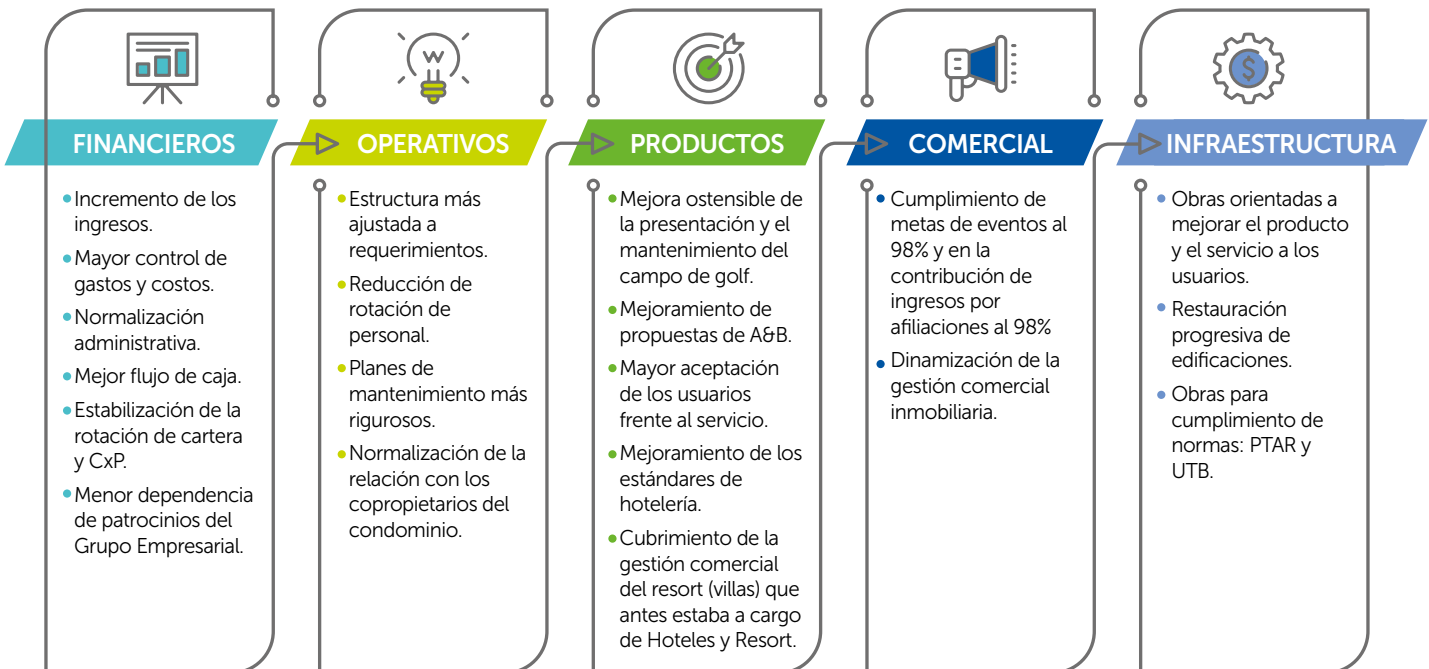 FINANCIEROS
Incremento de los
ingresos.
Mayor control de
gastos y costos.
Normalización
administrativa.
Mejor flujo de caja.
Estabilización de la
rotación de cartera
y CxP.
Menor dependencia
de patrocinios del
Grupo Empresarial.
OPERATIVOS
Estructura más
ajustada a
requerimientos.
Reducción de
rotación de
personal.
Planes de
mantenimiento más
rigurosos.
Normalización de la
relación con los
copropietarios del
condominio.
PRODUCTOS
Mejora ostensible de
la presentación y el
mantenimiento del
campo de golf.
Mejoramiento de
propuestas de A&B.
Mayor aceptación
de los usuarios
frente al servicio.
Mejoramiento de los
estándares de
hotelería.
Cubrimiento de la
gestión comercial
del resort (villas) que
antes estaba a cargo
de Hoteles y Resort.
COMERCIAL
Cumplimiento de
metas de eventos al
98% y en la
contribución de
ingresos por
afiliaciones al 98%
Dinamización de la
gestión comercial
inmobiliaria.
$
INFRAESTRUCTURA
Obras orientadas a
mejorar el producto
y el servicio a los
usuarios.
Restauración
progresiva de
edificaciones.
Obras para
cumplimiento de
normas: PTAR y
UTB.